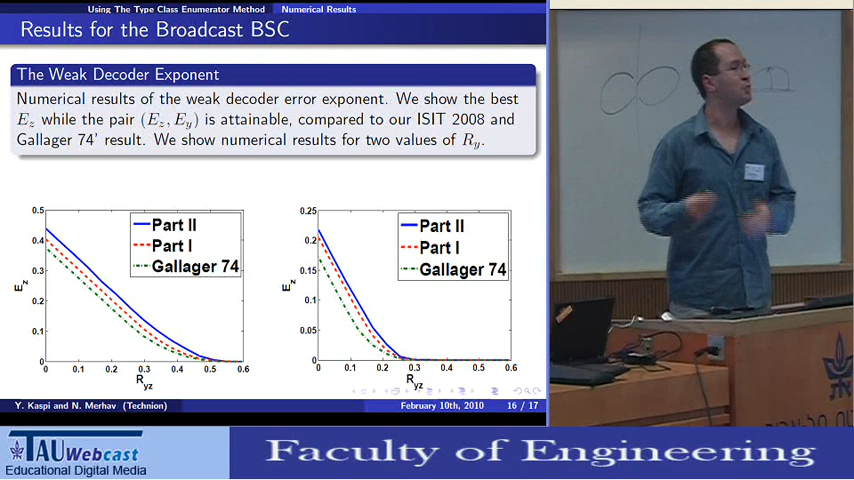 Using The Type Class Enumerator Method Numerical Results
Results for the Broadcast BSC
The Weak Decoder Exponent
Numerical results of the weak decoder error exponent. We show the best
E_z while the pair (E_z, E_y) is attainable, compared to our ISIT 2008 and
Gallager 74' result. We show numerical results for two values of R_y.
0.5
0.4
0.3
0.2
0.1
0
E_z
Part II
Part I
Gallager 74
0 0.1 0.2 0.3 0.4 0.5 0.6
R_yz
0.25
0.2
0.15
0.1
0.05
0
E_z
Part II
Part I
Gallager 74
0 0.1 0.2 0.3 0.4 0.5 0.6
R_yz
Y. Kaspi and N. Merhav (Technion) February 10th, 2010 16 / 17
TAU Webcast
Educational Digital Media
Faculty of Engineering